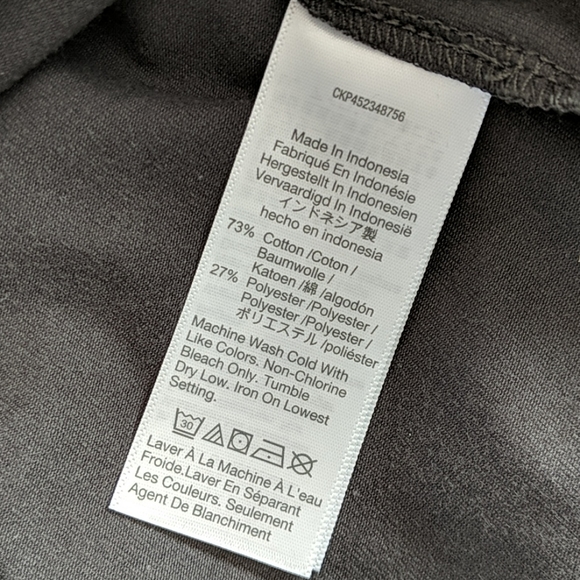 CKP452348756
Made In Indonesia
Fabriqué En Indonésie
Hergestellt In Indonesien
Vervaardigd In Indonesië
インドネシア製
hecho en indonesia
73% Cotton /Coton /
Baumwolle /
Katoen /綿 /algodón
27% Polyester /Polyester /
Polyester /Polyester /
ポリエステル /poliéster
Machine Wash Cold With
Like Colors. Non-Chlorine
Bleach Only. Tumble
Dry Low. Iron On Lowest
Setting.
30
Laver À La Machine À L'eau
Froide.Laver En Séparant
Les Couleurs. Seulement
Agent De Blanchiment